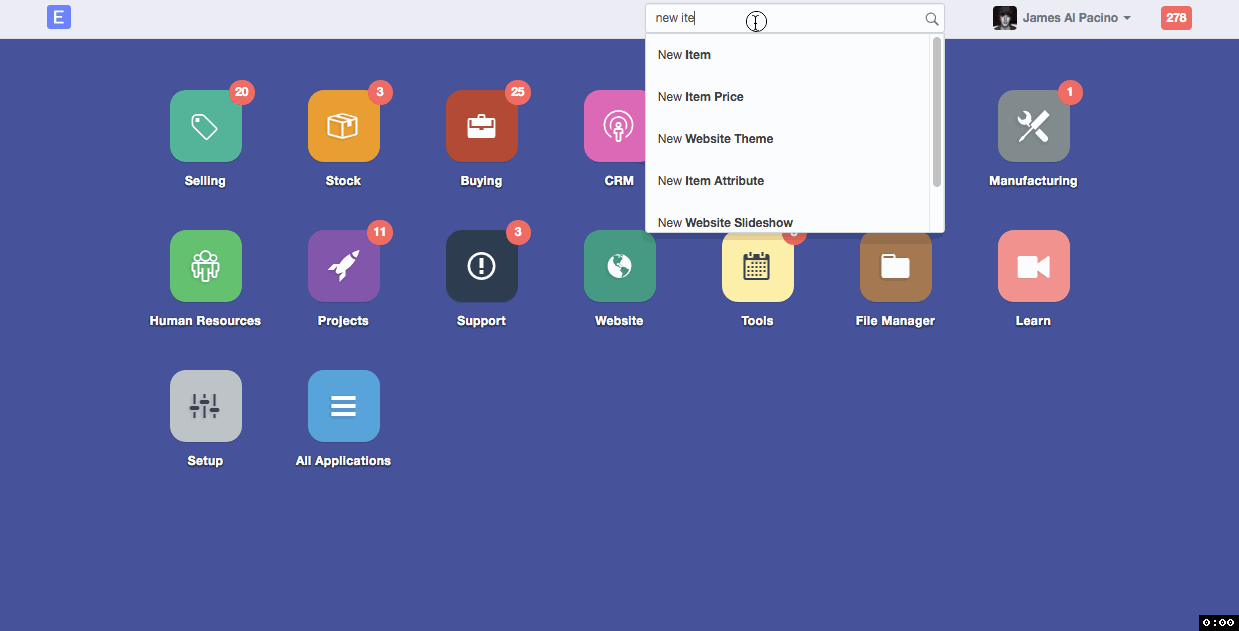 E
new ite
James Al Pacino
278
New Item
New Item Price
New Website Theme
New Item Attribute
New Website Slideshow
20
3
25
1
Selling
Stock
Buying
CRM
Manufacturing
11
3
Human Resources
Projects
Support
Website
Tools
File Manager
Learn
Setup
All Applications
0:00